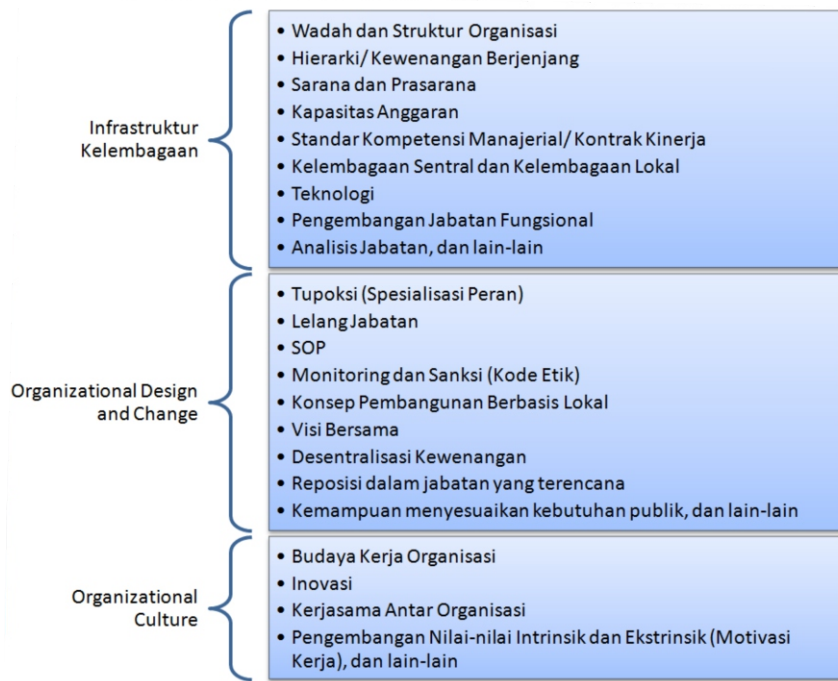 Infrastruktur
Kelembagaan
• Wadah dan Struktur Organisasi
• Hierarki/ Kewenangan Berjenjang
• Sarana dan Prasarana
• Kapasitas Anggaran
• Standar Kompetensi Manajerial/ Kontrak Kinerja
• Kelembagaan Sentral dan Kelembagaan Lokal
• Teknologi
• Pengembangan Jabatan Fungsional
• Analisis Jabatan, dan lain-lain
Organizational Design
and Change
• Tupoksi (Spesialisasi Peran)
• Lelang Jabatan
• SOP
• Monitoring dan Sanksi (Kode Etik)
• Konsep Pembangunan Berbasis Lokal
• Visi Bersama
• Desentralisasi Kewenangan
• Reposisi dalam jabatan yang terencana
• Kemampuan menyesuaikan kebutuhan publik, dan lain-lain
Organizational
Culture
• Budaya Kerja Organisasi
• Inovasi
• Kerjasama Antar Organisasi
• Pengembangan Nilai-nilai Intrinsik dan Ekstrinsik (Motivasi
Kerja), dan lain-lain